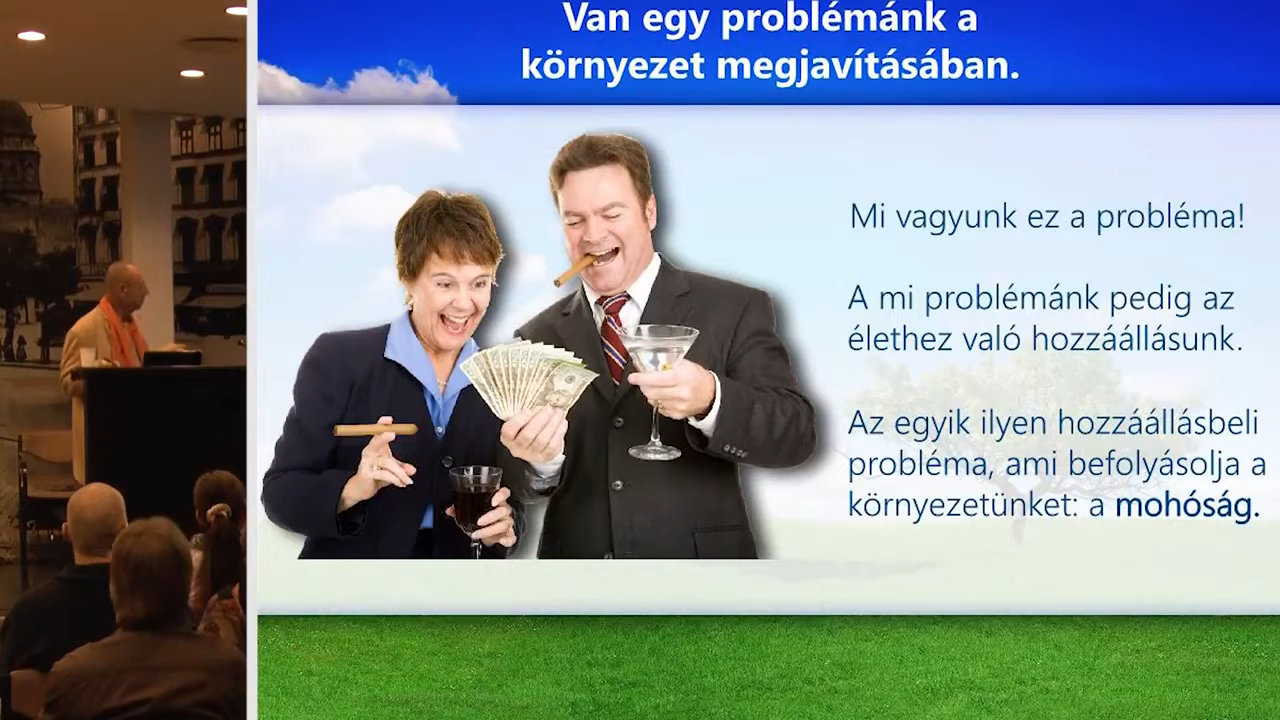 Van egy problémánk a
környezet megjavításában.
Mi vagyunk ez a probléma!
A mi problémánk pedig az
élethez való hozzáállásunk.
Az egyik ilyen hozzáállásbeli
probléma, ami befolyásolja a
környezetünket: a mohóság.